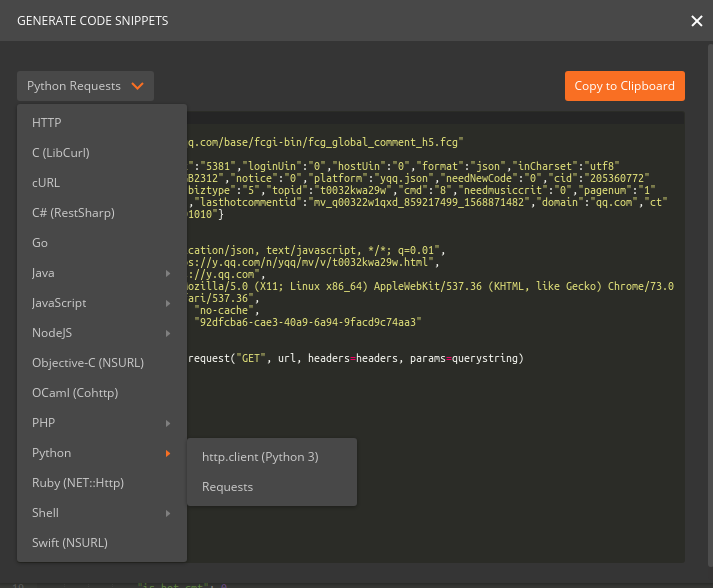 GENERATE CODE SNIPPETS
Python Requests
Copy to Clipboard
HTTP
C (LibCurl)
cURL
C# (RestSharp)
Go
Java
JavaScript
NodeJS
Objective-C (NSURL)
OCaml (Cohttp)
PHP
Python
Ruby (NET::Http)
Shell
Swift (NSURL)
http.client (Python 3)
Requests
q.com/base/fcgi-bin/fcg_global_comment_h5.fcg"
":"5381","loginUin":"0","hostUin":"0","format":"json","inCharset":"utf8"
B2312","notice":"0","platform":"yqq.json","needNewCode":"0","cid":"205360772"
biztype":"5","topid":"t0032kwa29w","cmd":"8","needmusiccrit":"0","pagenum":"1"
,"lasthotcommentid":"mv_q00322w1qxd_859217499_1568871482","domain":"qq.com","ct"
1010"}
cation/json, text/javascript, */*; q=0.01",
s://y.qq.com/n/yqq/mv/v/t0032kwa29w.html",
://y.qq.com",
ozilla/5.0 (X11; Linux x86_64) AppleWebKit/537.36 (KHTML, like Gecko) Chrome/73.0
ari/537.36",
"no-cache",
"92dfcba6-cae3-40a9-6a94-9facd9c74aa3"
request("GET", url, headers=headers, params=querystring)